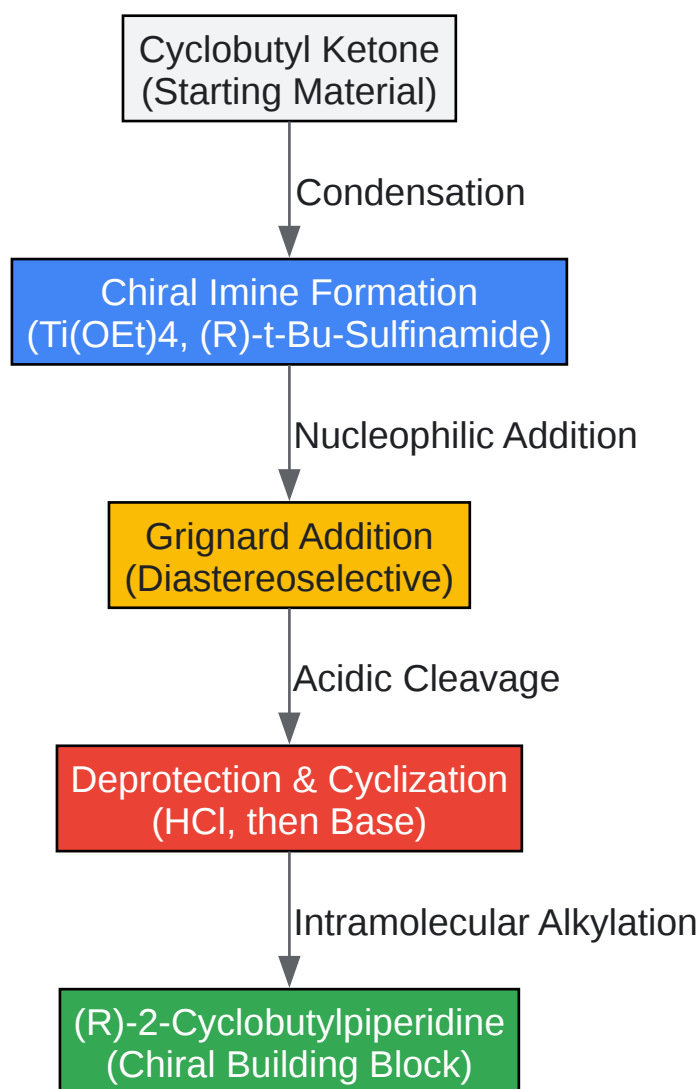 Cyclobutyl Ketone
(Starting Material)
Condensation
Chiral Imine Formation
(Ti(OEt)4, (R)-t-Bu-Sulfinamide)
Nucleophilic Addition
Grignard Addition
(Diastereoselective)
Acidic Cleavage
Deprotection & Cyclization
(HCl, then Base)
Intramolecular Alkylation
(R)-2-Cyclobutylpiperidine
(Chiral Building Block)